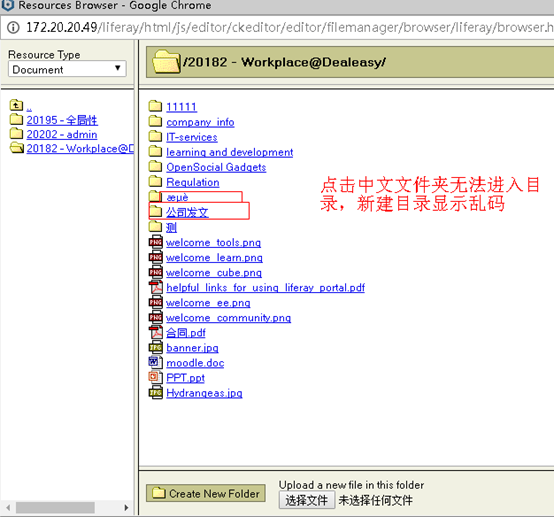 Resources Browser - Google Chrome
172.20.20.49/liferay/html/js/editor/ckeditor/editor/filemanager/browser/liferay/browser.h
Resource Type
Document
/20182 - Workplace@Dealeasy/
..
20195 - 全局性
20202 - admin
20182 - Workplace@D
11111
company_info
IT-services
learning and development
OpenSocial Gadgets
Regulation
æµè
公司发文
测
welcome_tools.png
welcome_learn.png
welcome_cube.png
helpful_links_for_using_liferay_portal.pdf
welcome_ee.png
welcome_community.png
合同.pdf
banner.jpg
moodle.doc
PPT.ppt
Hydrangeas.jpg
点击中文文件夹无法进入目
录，新建目录显示乱码
Create New Folder
Upload a new file in this folder
选择文件 未选择任何文件